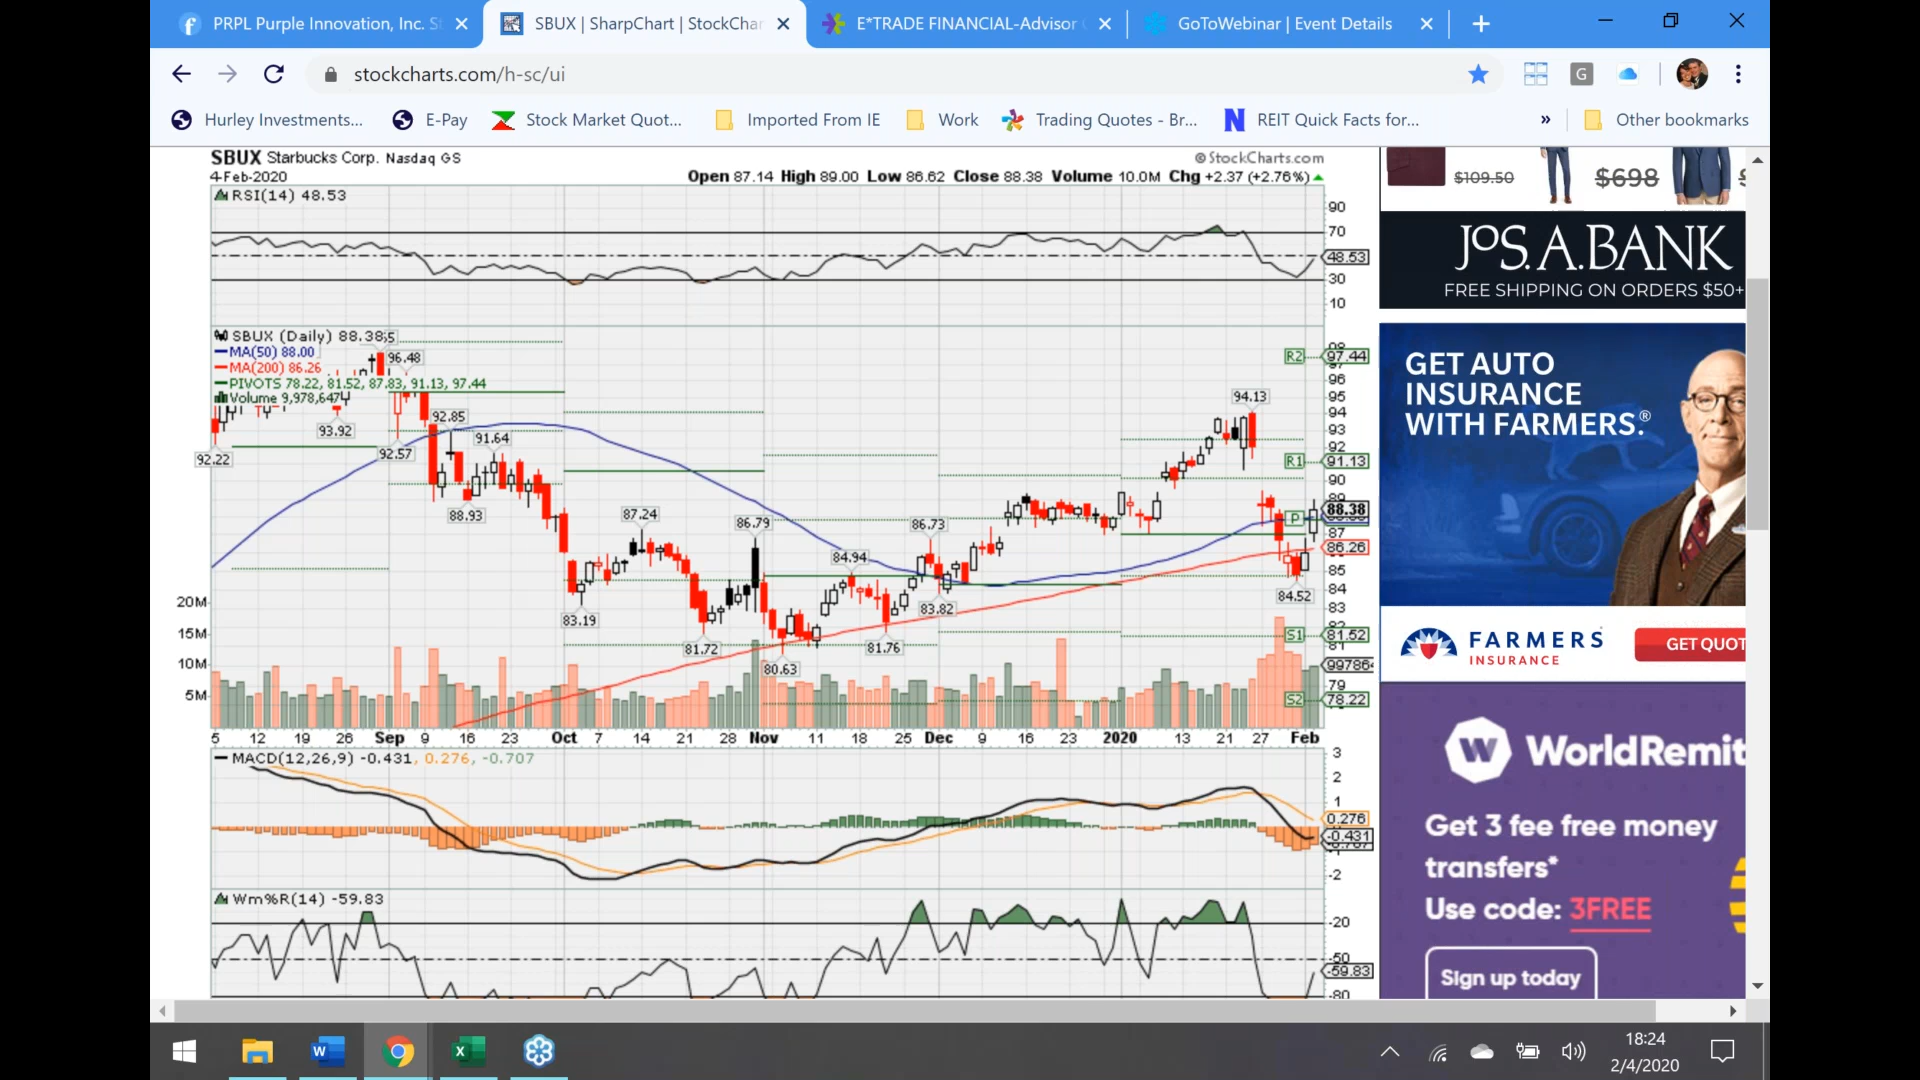 PRPL Purple Innovation, Inc. S
SBUX | SharpChart | StockChar
E*TRADE FINANCIAL-Advisor
GoToWebinar | Event Details
stockcharts.com/h-sc/ui
G
Hurley Investments...
E-Pay
Stock Market Quot...
Imported From IE
Work
Trading Quotes - Br...
REIT Quick Facts for...
»
Other bookmarks
SBUX Starbucks Corp. Nasdaq GS
© StockCharts.com
4-Feb-2020
Open 87.14 High 89.00 Low 86.62 Close 88.38 Volume 10.0M Chg +2.37 (+2.76%)
RSI(14) 48.53
90
70
48.53
30
10
SBUX (Daily) 88.38
MA(50) 88.00
MA(200) 86.26
PIVOTS 78.22, 81.52, 87.83, 91.13, 97.44
Volume 9,978,647
96.48
93.92
92.22
92.57
92.85
91.64
88.93
83.19
87.24
81.72
86.79
80.63
84.94
81.76
86.73
83.82
94.13
84.52
R2 97.44
96
95
94
93
92
R1 91.13
90
89
88.38
P
87
86.26
85
84
83
S1 81.52
81
99786
79
S2 78.22
20M
15M
10M
5M
5 12 19 26 Sep 9 16 23 Oct 7 14 21 28 Nov 11 18 25 Dec 9 16 23 2020 13 21 27 Feb
MACD(12,26,9) -0.431, 0.276, -0.707
3
2
1
0.276
-0.431
-2
Wm%R(14) -59.83
-20
-50
-59.83
-80
$109.50
$698
JOS. A. BANK
FREE SHIPPING ON ORDERS $50+
GET AUTO
INSURANCE
WITH FARMERS.®
FARMERS
INSURANCE
GET QUOT
WorldRemit
Get 3 fee free money
transfers*
Use code: 3FREE
Sign up today
18:24
2/4/2020